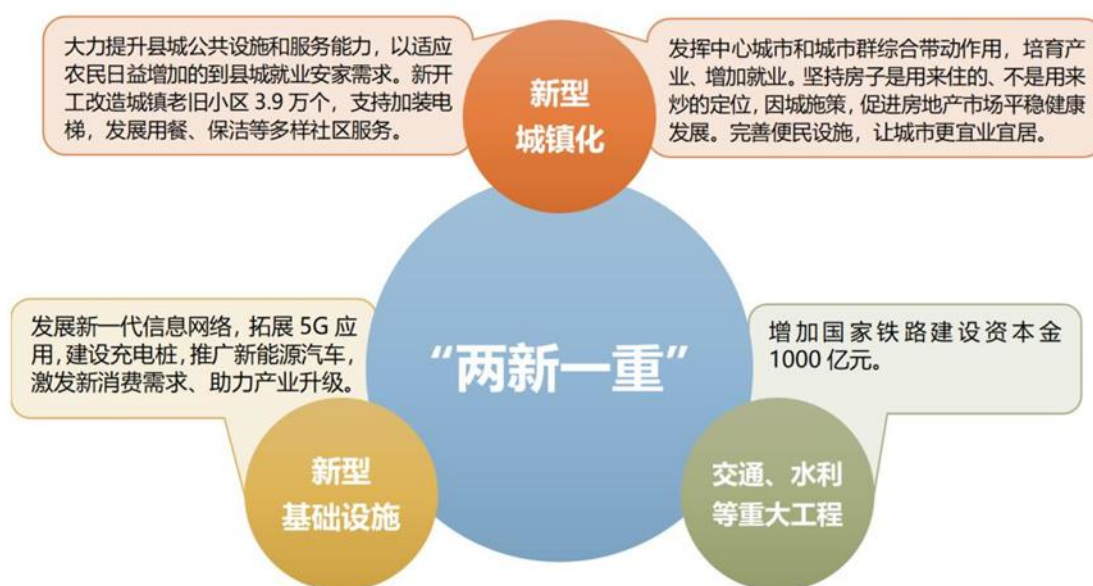 大力提升县城公共设施和服务能力，以适应
农民日益增加的到县城就业安家需求。新开
工改造城镇老旧小区 3.9 万个，支持加装电
梯，发展用餐、保洁等多样社区服务。
新型
城镇化
发挥中心城市和城市群综合带动作用，培育产
业、增加就业。坚持房子是用来住的、不是用来
炒的定位，因城施策，促进房地产市场平稳健康
发展。完善便民设施，让城市更宜业宜居。
“两新一重”
发展新一代信息网络，拓展 5G 应
用，建设充电桩，推广新能源汽车，
激发新消费需求、助力产业升级。
新型
基础设施
增加国家铁路建设资本金
1000 亿元。
交通、水利
等重大工程